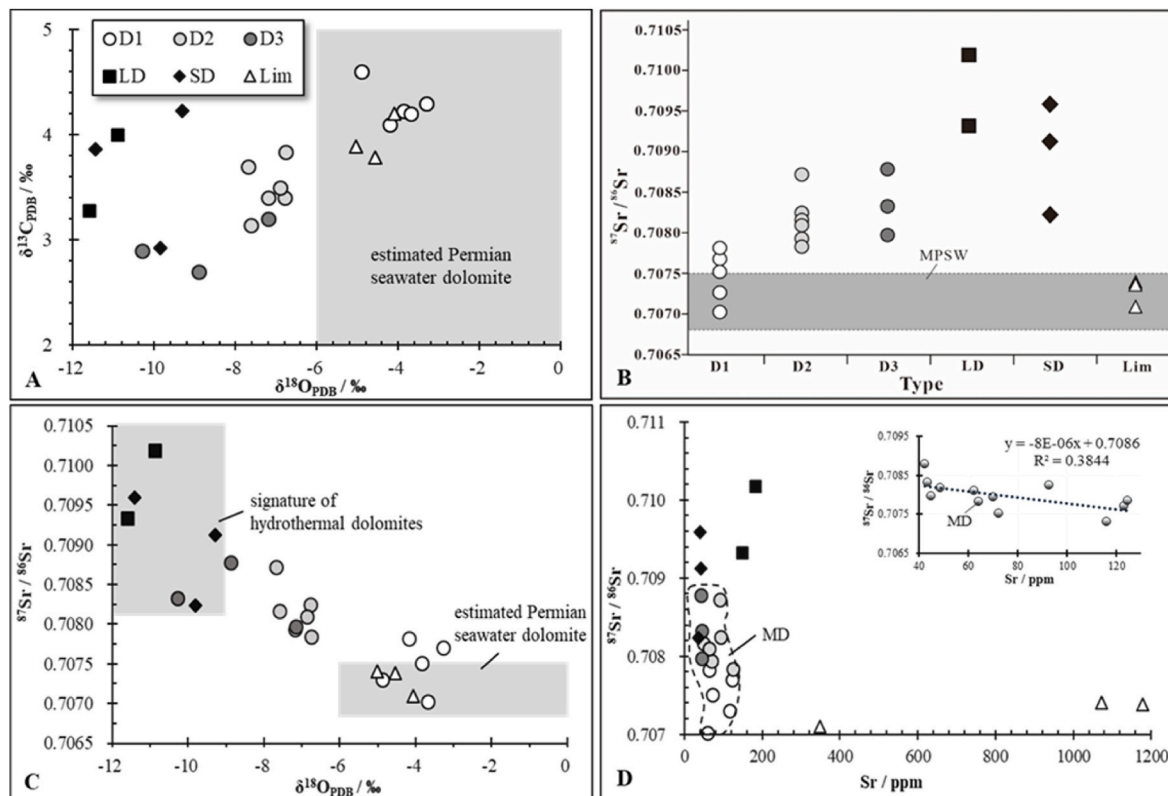 D1 D2 D3
LD SD Lim
5
4
3
2
δ¹³C_PDB / ‰
-12 -10 -8 -6 -4 -2 0
δ¹⁸O_PDB / ‰
estimated Permian
seawater dolomite
A
0.7105
0.7100
0.7095
0.7090
0.7085
0.7080
0.7075
0.7070
0.7065
⁸⁷Sr / ⁸⁶Sr
MPSW
D1 D2 D3 LD SD Lim
Type
B
0.7105
0.7100
0.7095
0.7090
0.7085
0.7080
0.7075
0.7070
0.7065
⁸⁷Sr / ⁸⁶Sr
signature of
hydrothermal dolomites
estimated Permian
seawater dolomite
-12 -10 -8 -6 -4 -2 0
δ¹⁸O_PDB / ‰
C
0.711
0.71
0.709
0.708
0.707
⁸⁷Sr / ⁸⁶Sr
MD
0 200 400 600 800 1000 1200
Sr / ppm
D
0.7095
0.7085
0.7075
0.7065
⁸⁷Sr / ⁸⁶Sr
y = -8E-06x + 0.7086
R² = 0.3844
MD
40 60 80 100 120
Sr / ppm